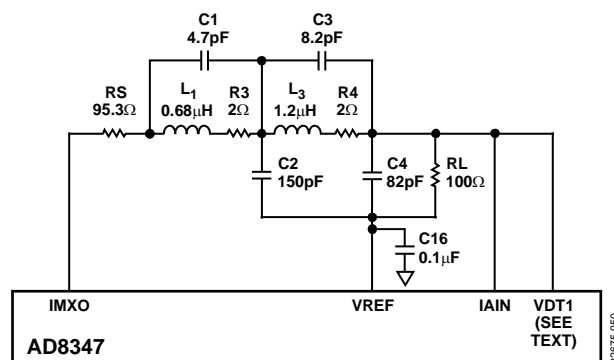 C1
4.7pF
C3
8.2pF
RS
95.3Ω
L1
0.68μH
R3
2Ω
L3
1.2μH
R4
2Ω
C2
150pF
C4
82pF
RL
100Ω
C16
0.1μF
IMXO
VREF
IAIN
VDT1
(SEE
TEXT)
AD8347